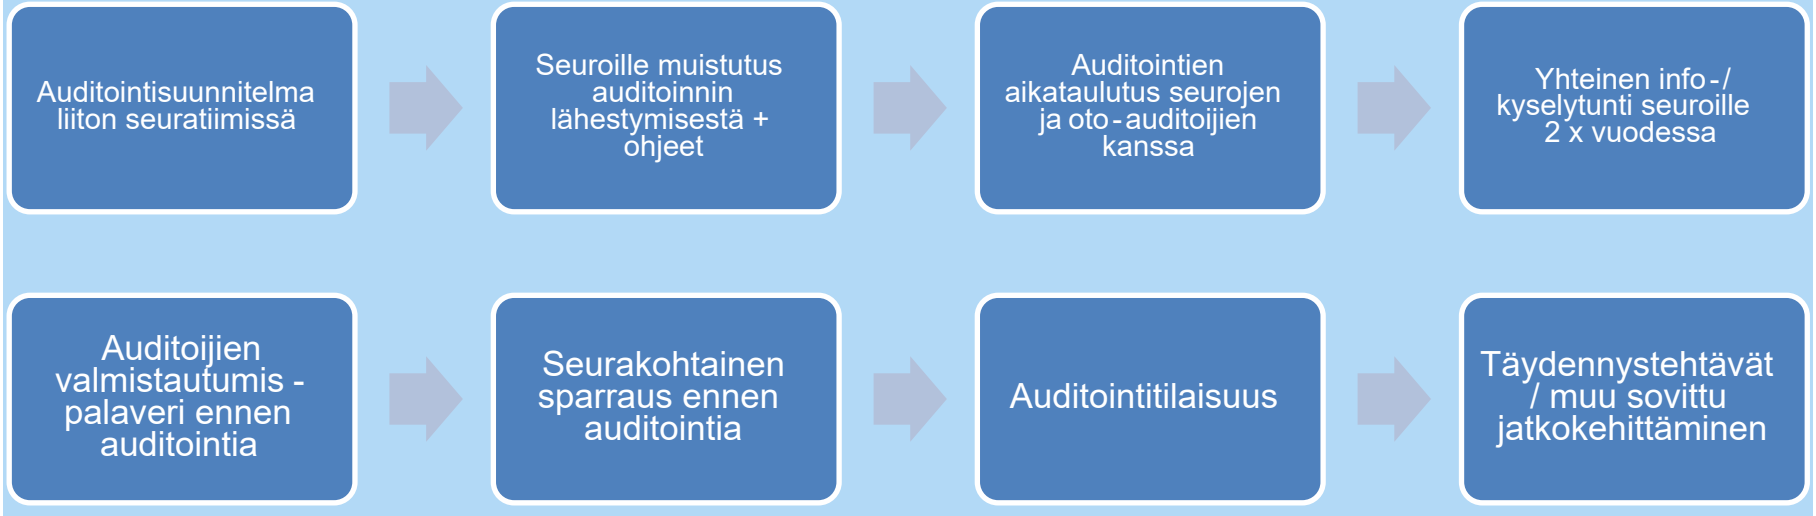 Auditointisuunnitelma
liiton seuratiimissä
Seuroille muistutus
auditoinnin
lähestymisestä +
ohjeet
Auditointien
aikataulutus seurojen
ja oto-auditoijien
kanssa
Yhteinen info-/
kyselytunti seuroille
2 x vuodessa
Auditoijien
valmistautumis -
palaveri ennen
auditointia
Seurakohtainen
sparraus ennen
auditointia
Auditointitilaisuus
Täydennystehtävät
/ muu sovittu
jatkokehittäminen